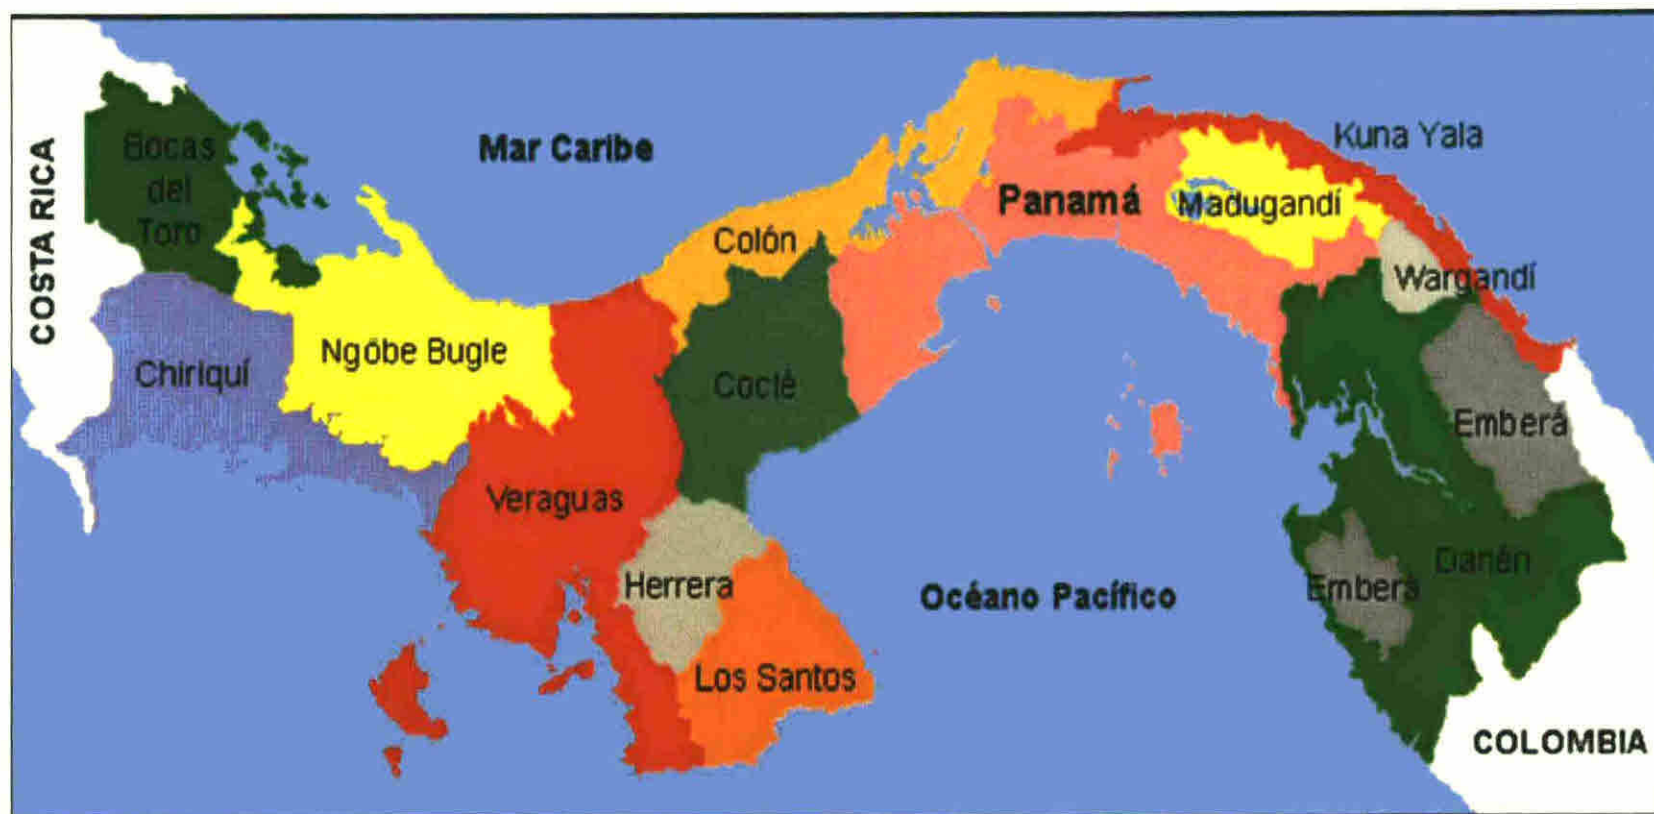 Bocas
del
Toro
COSTA RICA
Mar Caribe
Kuna Yala
Panamá
Madugandí
Colón
Wargandí
Ngöbe Bugle
Chiriquí
Coclé
Emberá
Veraguas
Herrera
Océano Pacífico
Emberá
Darién
Los Santos
COLOMBIA